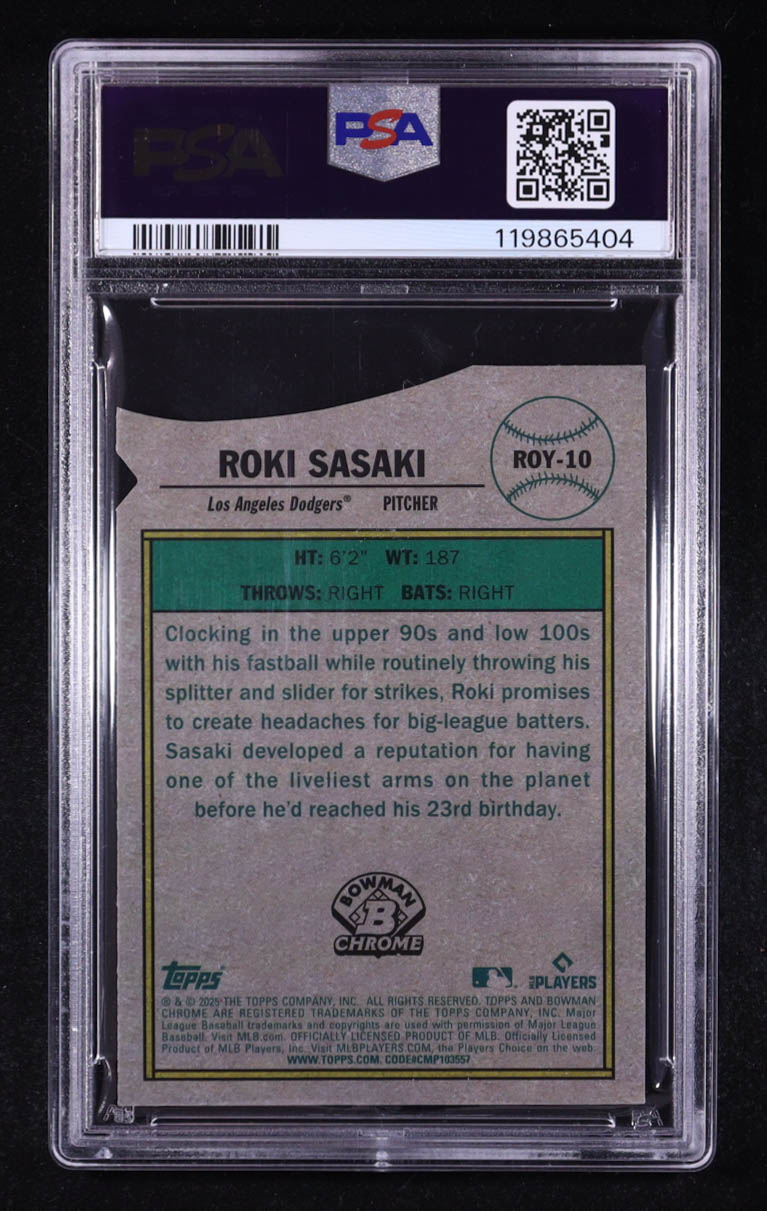 PSA
PSA
119865404
ROKI SASAKI
ROY-10
Los Angeles Dodgers® PITCHER
HT: 6'2" WT: 187
THROWS: RIGHT BATS: RIGHT
Clocking in the upper 90s and low 100s
with his fastball while routinely throwing his
splitter and slider for strikes, Roki promises
to create headaches for big-league batters.
Sasaki developed a reputation for having
one of the liveliest arms on the planet
before he'd reached his 23rd birthday.
BOWMAN
B
CHROME
topps
MLB PLAYERS
® & © 2025 THE TOPPS COMPANY, INC. ALL RIGHTS RESERVED. TOPPS AND BOWMAN
CHROME ARE REGISTERED TRADEMARKS OF THE TOPPS COMPANY, INC. Major
League Baseball trademarks and copyrights are used with permission of Major League
Baseball. Visit MLB.com. OFFICIALLY LICENSED PRODUCT OF MLB. Officially Licensed
Product of MLB Players, Inc. Visit MLBPLAYERS.COM, the Players Choice on the web.
WWW.TOPPS.COM. CODE#CMP103557